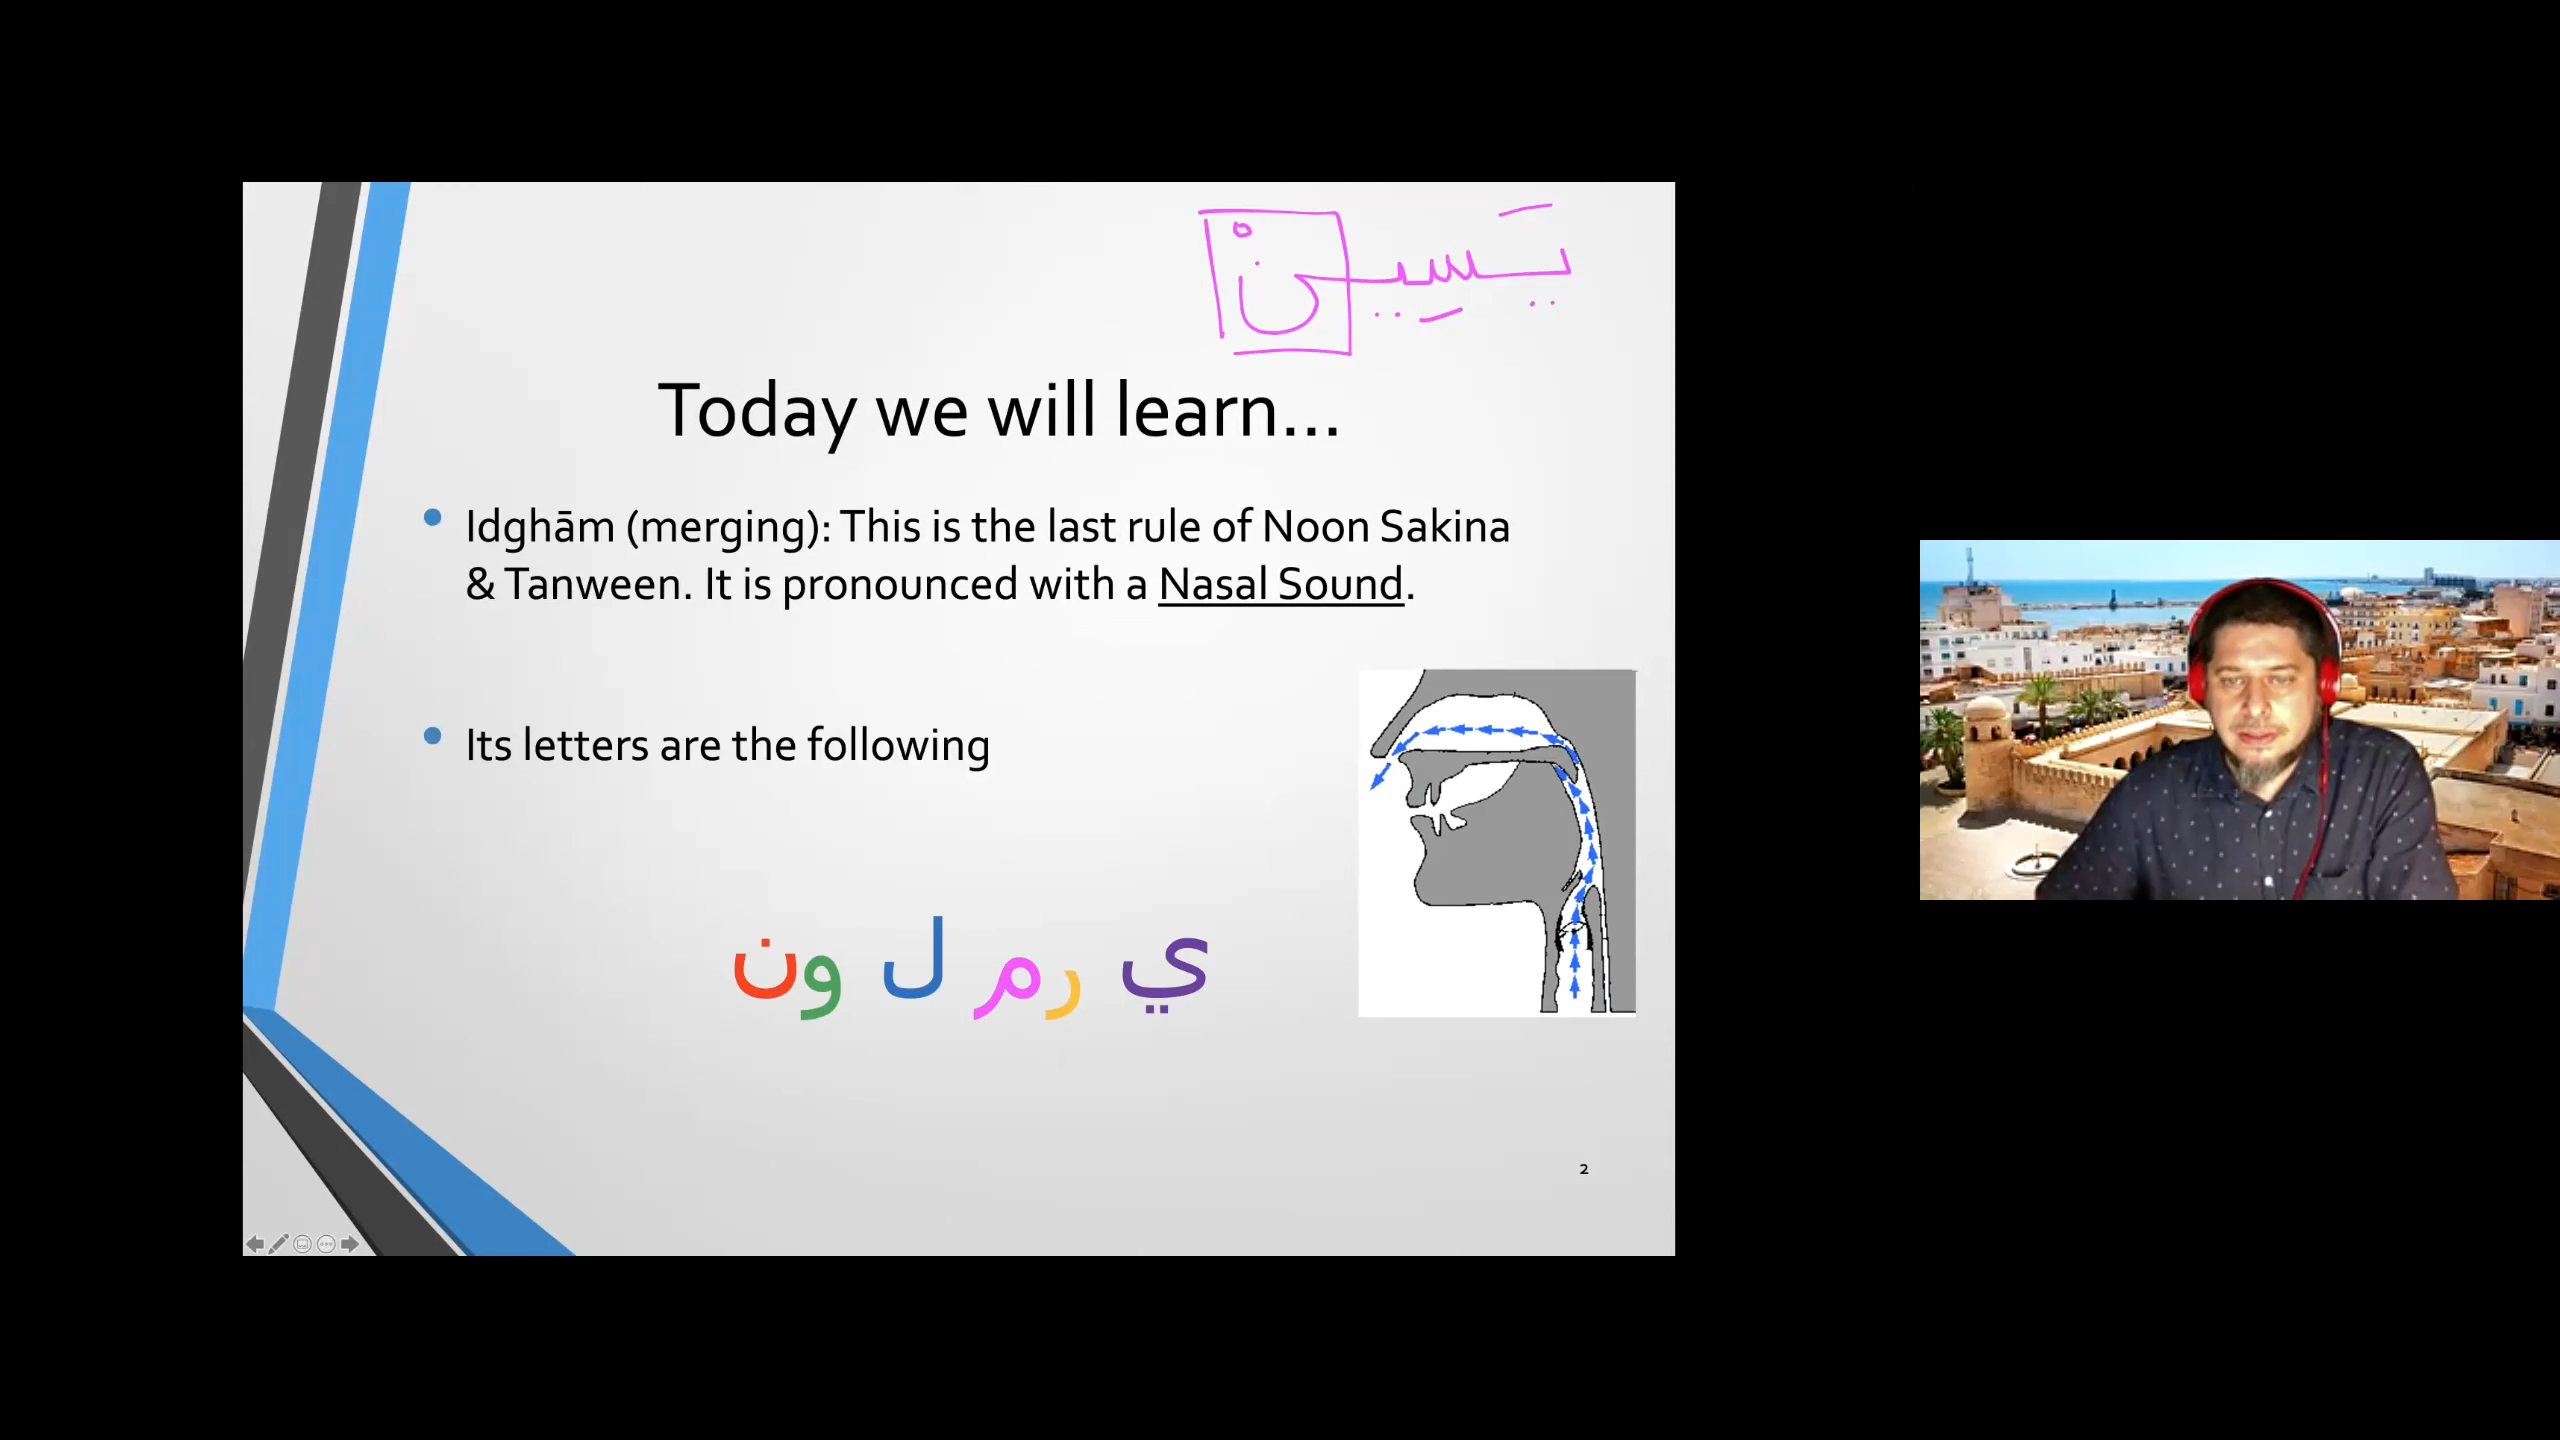 يَسِينْ
Today we will learn...
• Idghām (merging): This is the last rule of Noon Sakina
& Tanween. It is pronounced with a Nasal Sound.
• Its letters are the following
ي ر م ل و ن
2